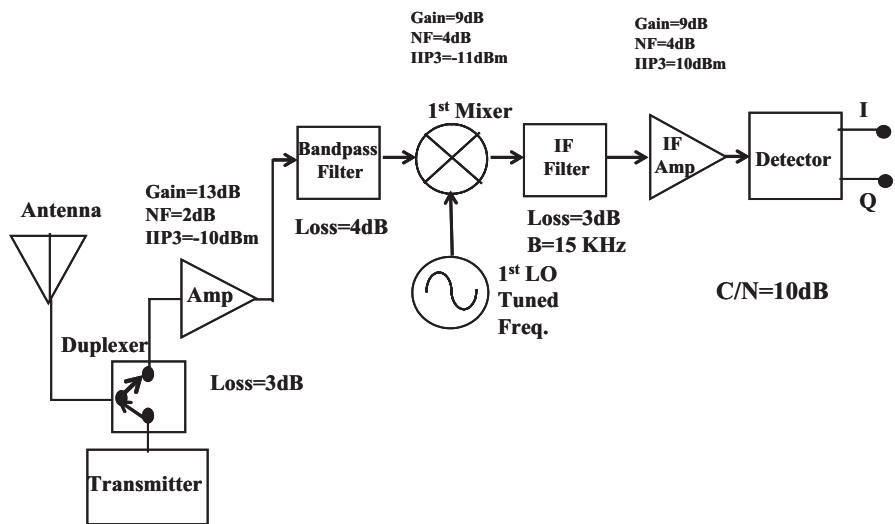 Gain=9dB
NF=4dB
IIP3=-11dBm
Gain=9dB
NF=4dB
IIP3=10dBm
1st Mixer
I
Bandpass
Filter
IF
Filter
IF
Amp
Detector
Gain=13dB
NF=2dB
IIP3=-10dBm
Q
Antenna
Loss=4dB
Loss=3dB
B=15 KHz
1st LO
Tuned
Freq.
C/N=10dB
Amp
Duplexer
Loss=3dB
Transmitter